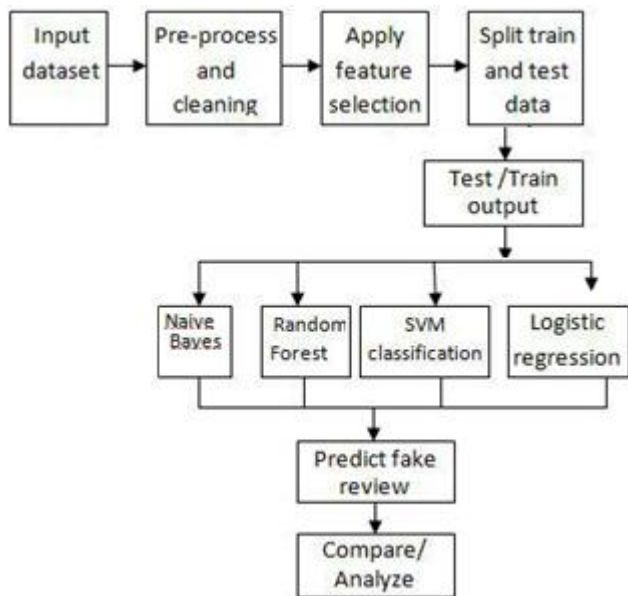 Input
dataset
Pre-process
and
cleaning
Apply
feature
selection
Split train
and test
data
Test /Train
output
Naive
Bayes
Random
Forest
SVM
classification
Logistic
regression
Predict fake
review
Compare/
Analyze